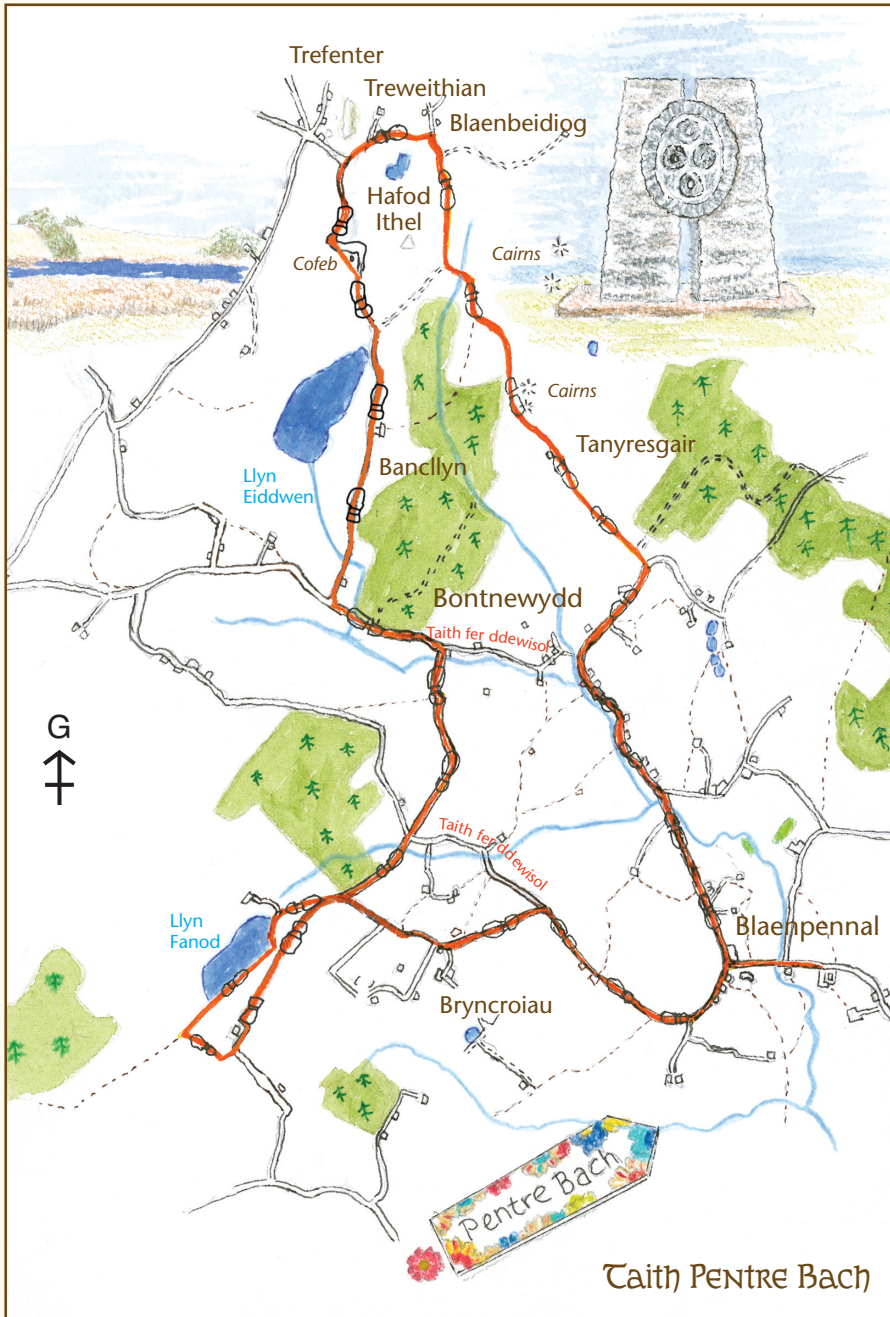 Trefenter
Treweithian
Blaenbeidiog
Hafod
Ithel
Cofeb
Cairns
Cairns
Tanyresgair
Bancllyn
Llyn
Eiddwen
Bontnewydd
Taith fer ddewisol
G
Taith fer ddewisol
Llyn
Fanod
Blaenpennal
Bryncroiau
Pentre Bach
Taith Pentre Bach